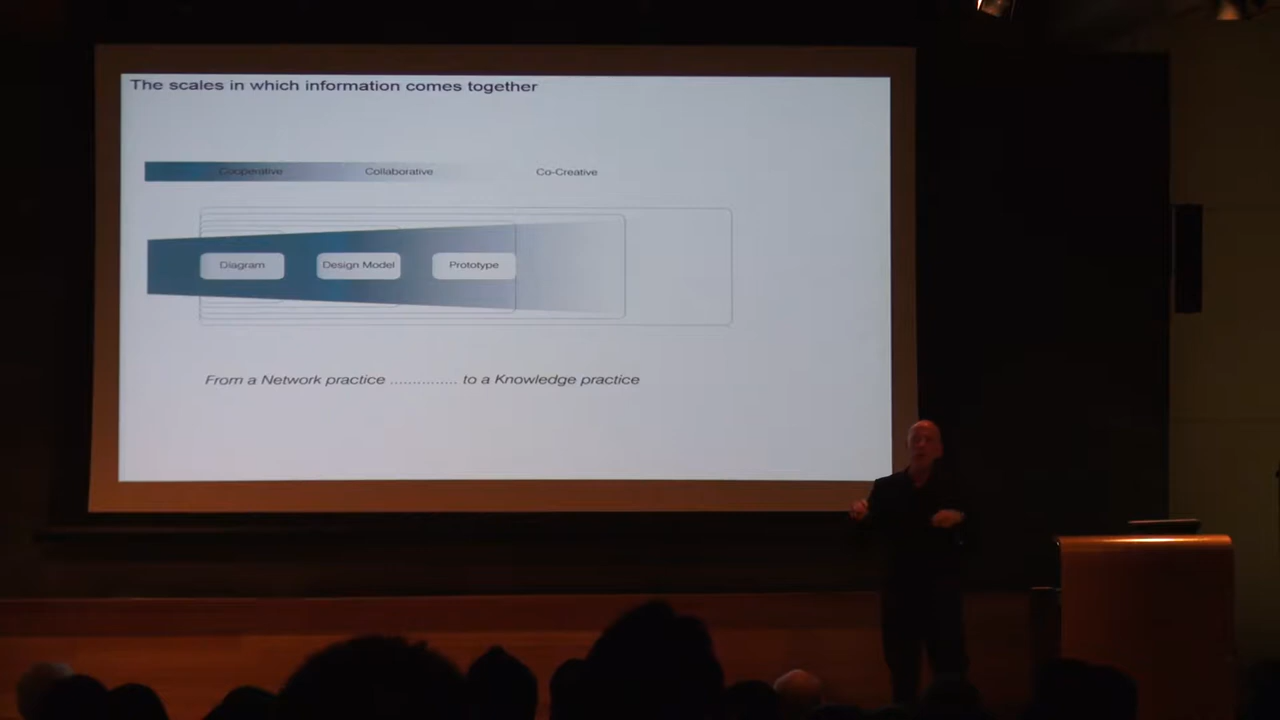 The scales in which information comes together
Cooperative Collaborative Co-Creative
Diagram Design Model Prototype
From a Network practice ............... to a Knowledge practice